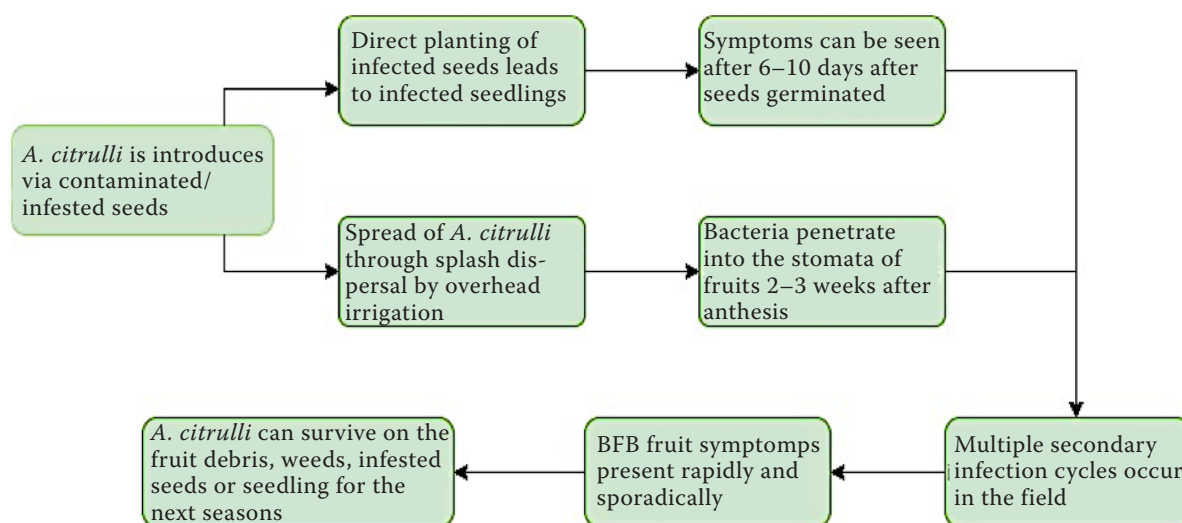 A. citrulli is introduces
via contaminated/
infested seeds
Direct planting of
infected seeds leads
to infected seedlings
Symptoms can be seen
after 6–10 days after
seeds germinated
Spread of A. citrulli
through splash dis-
persal by overhead
irrigation
Bacteria penetrate
into the stomata of
fruits 2–3 weeks after
anthesis
Multiple secondary
infection cycles occur
in the field
BFB fruit symptomps
present rapidly and
sporadically
A. citrulli can survive on the
fruit debris, weeds, infested
seeds or seedling for the
next seasons